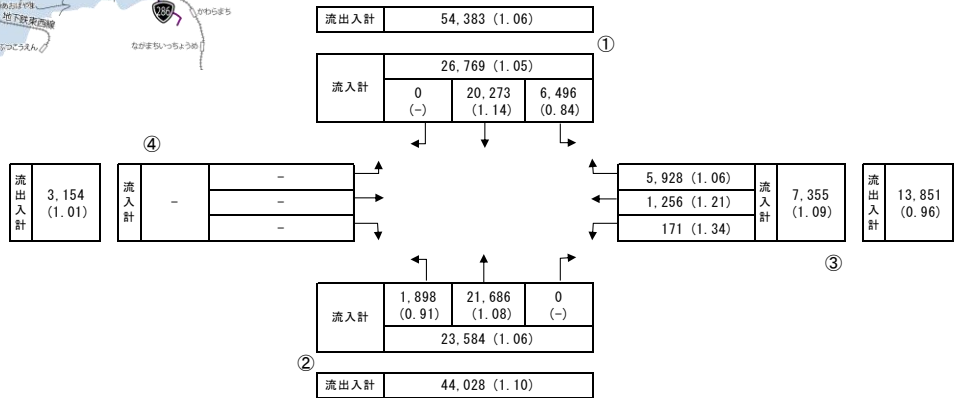 地下鉄東西線
286
かわらまち
ながまちいっちょうめ
流出入計 54,383 (1.06)
①
流入計
26,769 (1.05)
0 20,273 6,496
(-) (1.14) (0.84)
④
流出入計
3,154
(1.01)
流入計
-
-
-
-
5,928 (1.06)
1,256 (1.21)
171 (1.34)
流入計
7,355
(1.09)
流出入計
13,851
(0.96)
③
流入計
1,898 21,686 0
(0.91) (1.08) (-)
23,584 (1.06)
②
流出入計 44,028 (1.10)